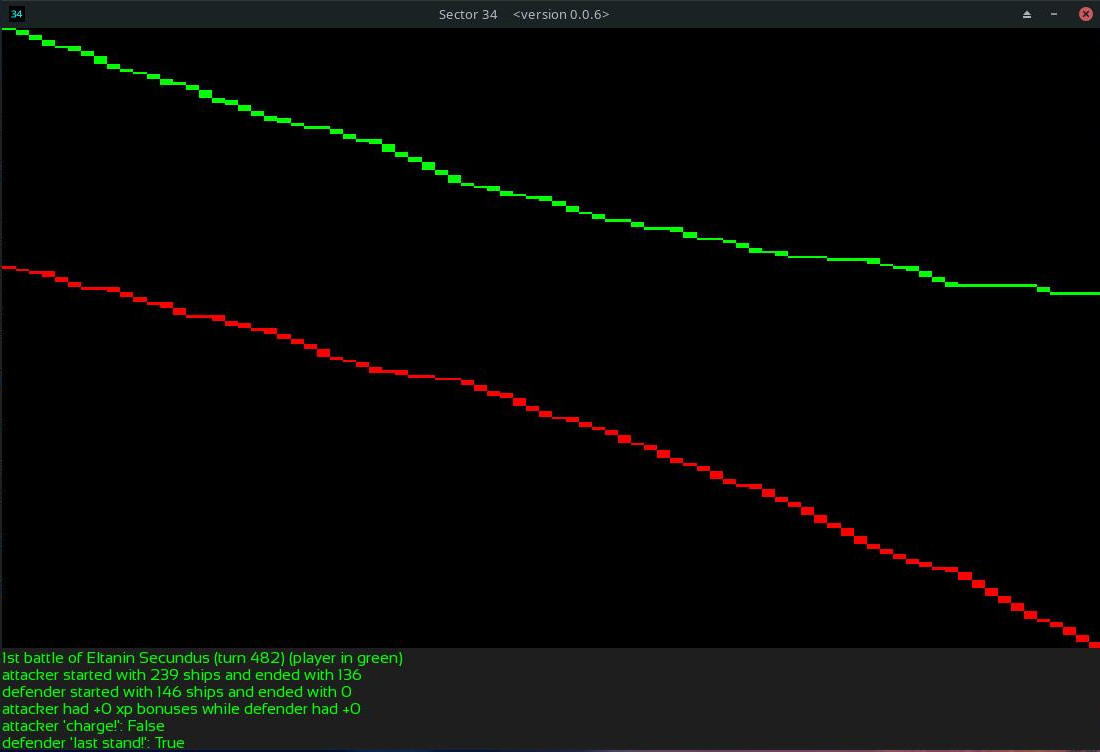 34
Sector 34 <version 0.0.6>
1st battle of Eltanin Secundus (turn 482) (player in green)
attacker started with 239 ships and ended with 136
defender started with 146 ships and ended with 0
attacker had +0 xp bonuses while defender had +0
attacker 'charge!': False
defender 'last stand!': True